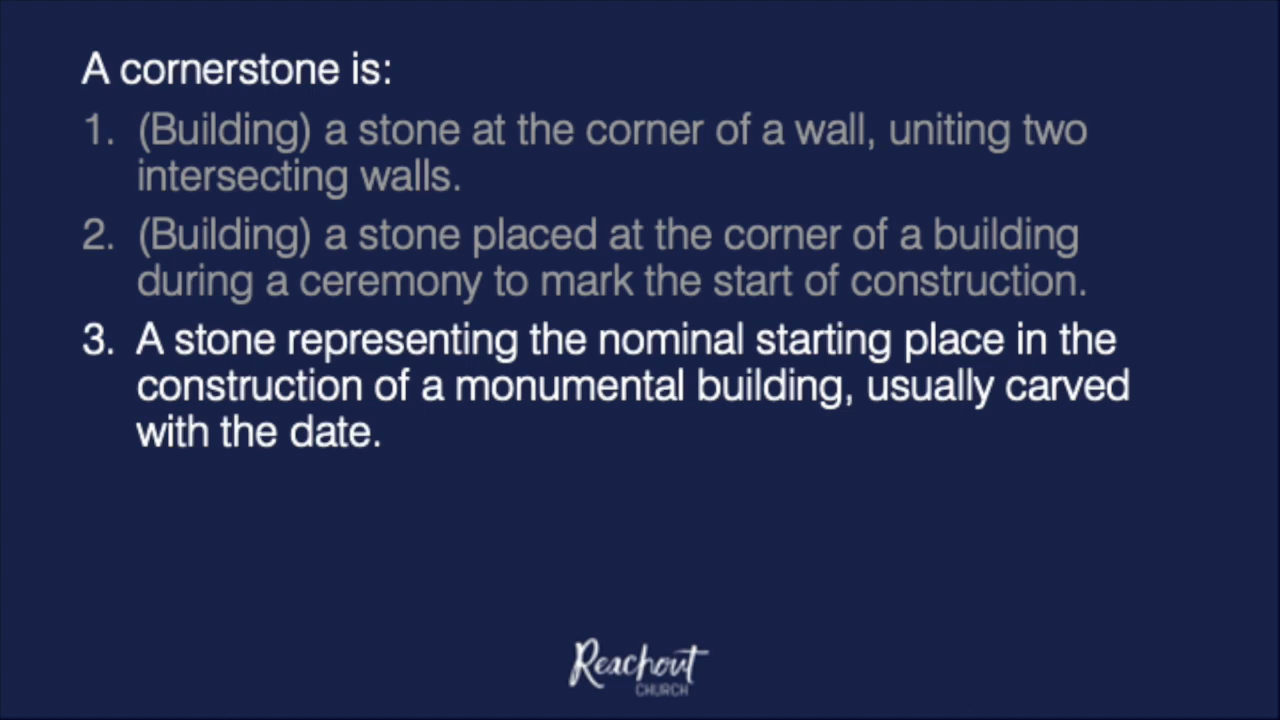 A cornerstone is:
1. (Building) a stone at the corner of a wall, uniting two
intersecting walls.
2. (Building) a stone placed at the corner of a building
during a ceremony to mark the start of construction.
3. A stone representing the nominal starting place in the
construction of a monumental building, usually carved
with the date.
Reachout
CHURCH